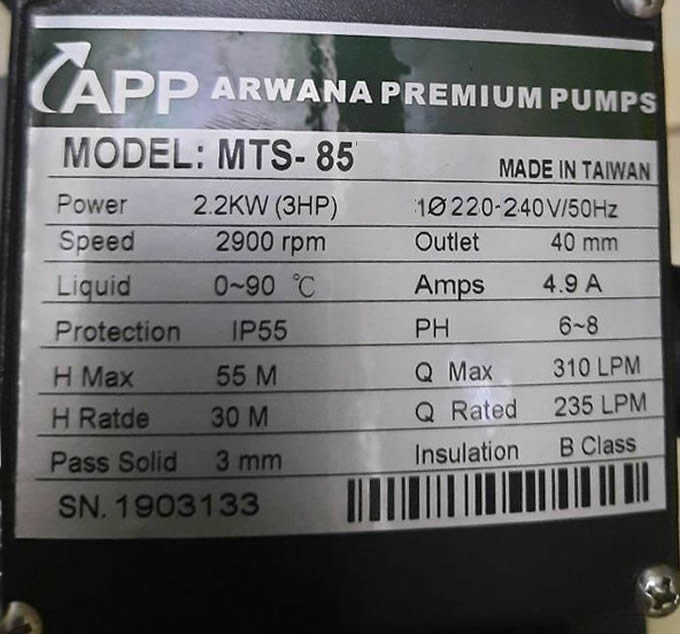 APP ARWANA PREMIUM PUMPS
MODEL: MTS-85
MADE IN TAIWAN
Power 2.2KW (3HP) 1Ø 220-240V/50Hz
Speed 2900 rpm Outlet 40 mm
Liquid 0~90 ℃ Amps 4.9 A
Protection IP55 PH 6~8
H Max 55 M Q Max 310 LPM
H Ratde 30 M Q Rated 235 LPM
Pass Solid 3 mm Insulation B Class
SN. 1903133